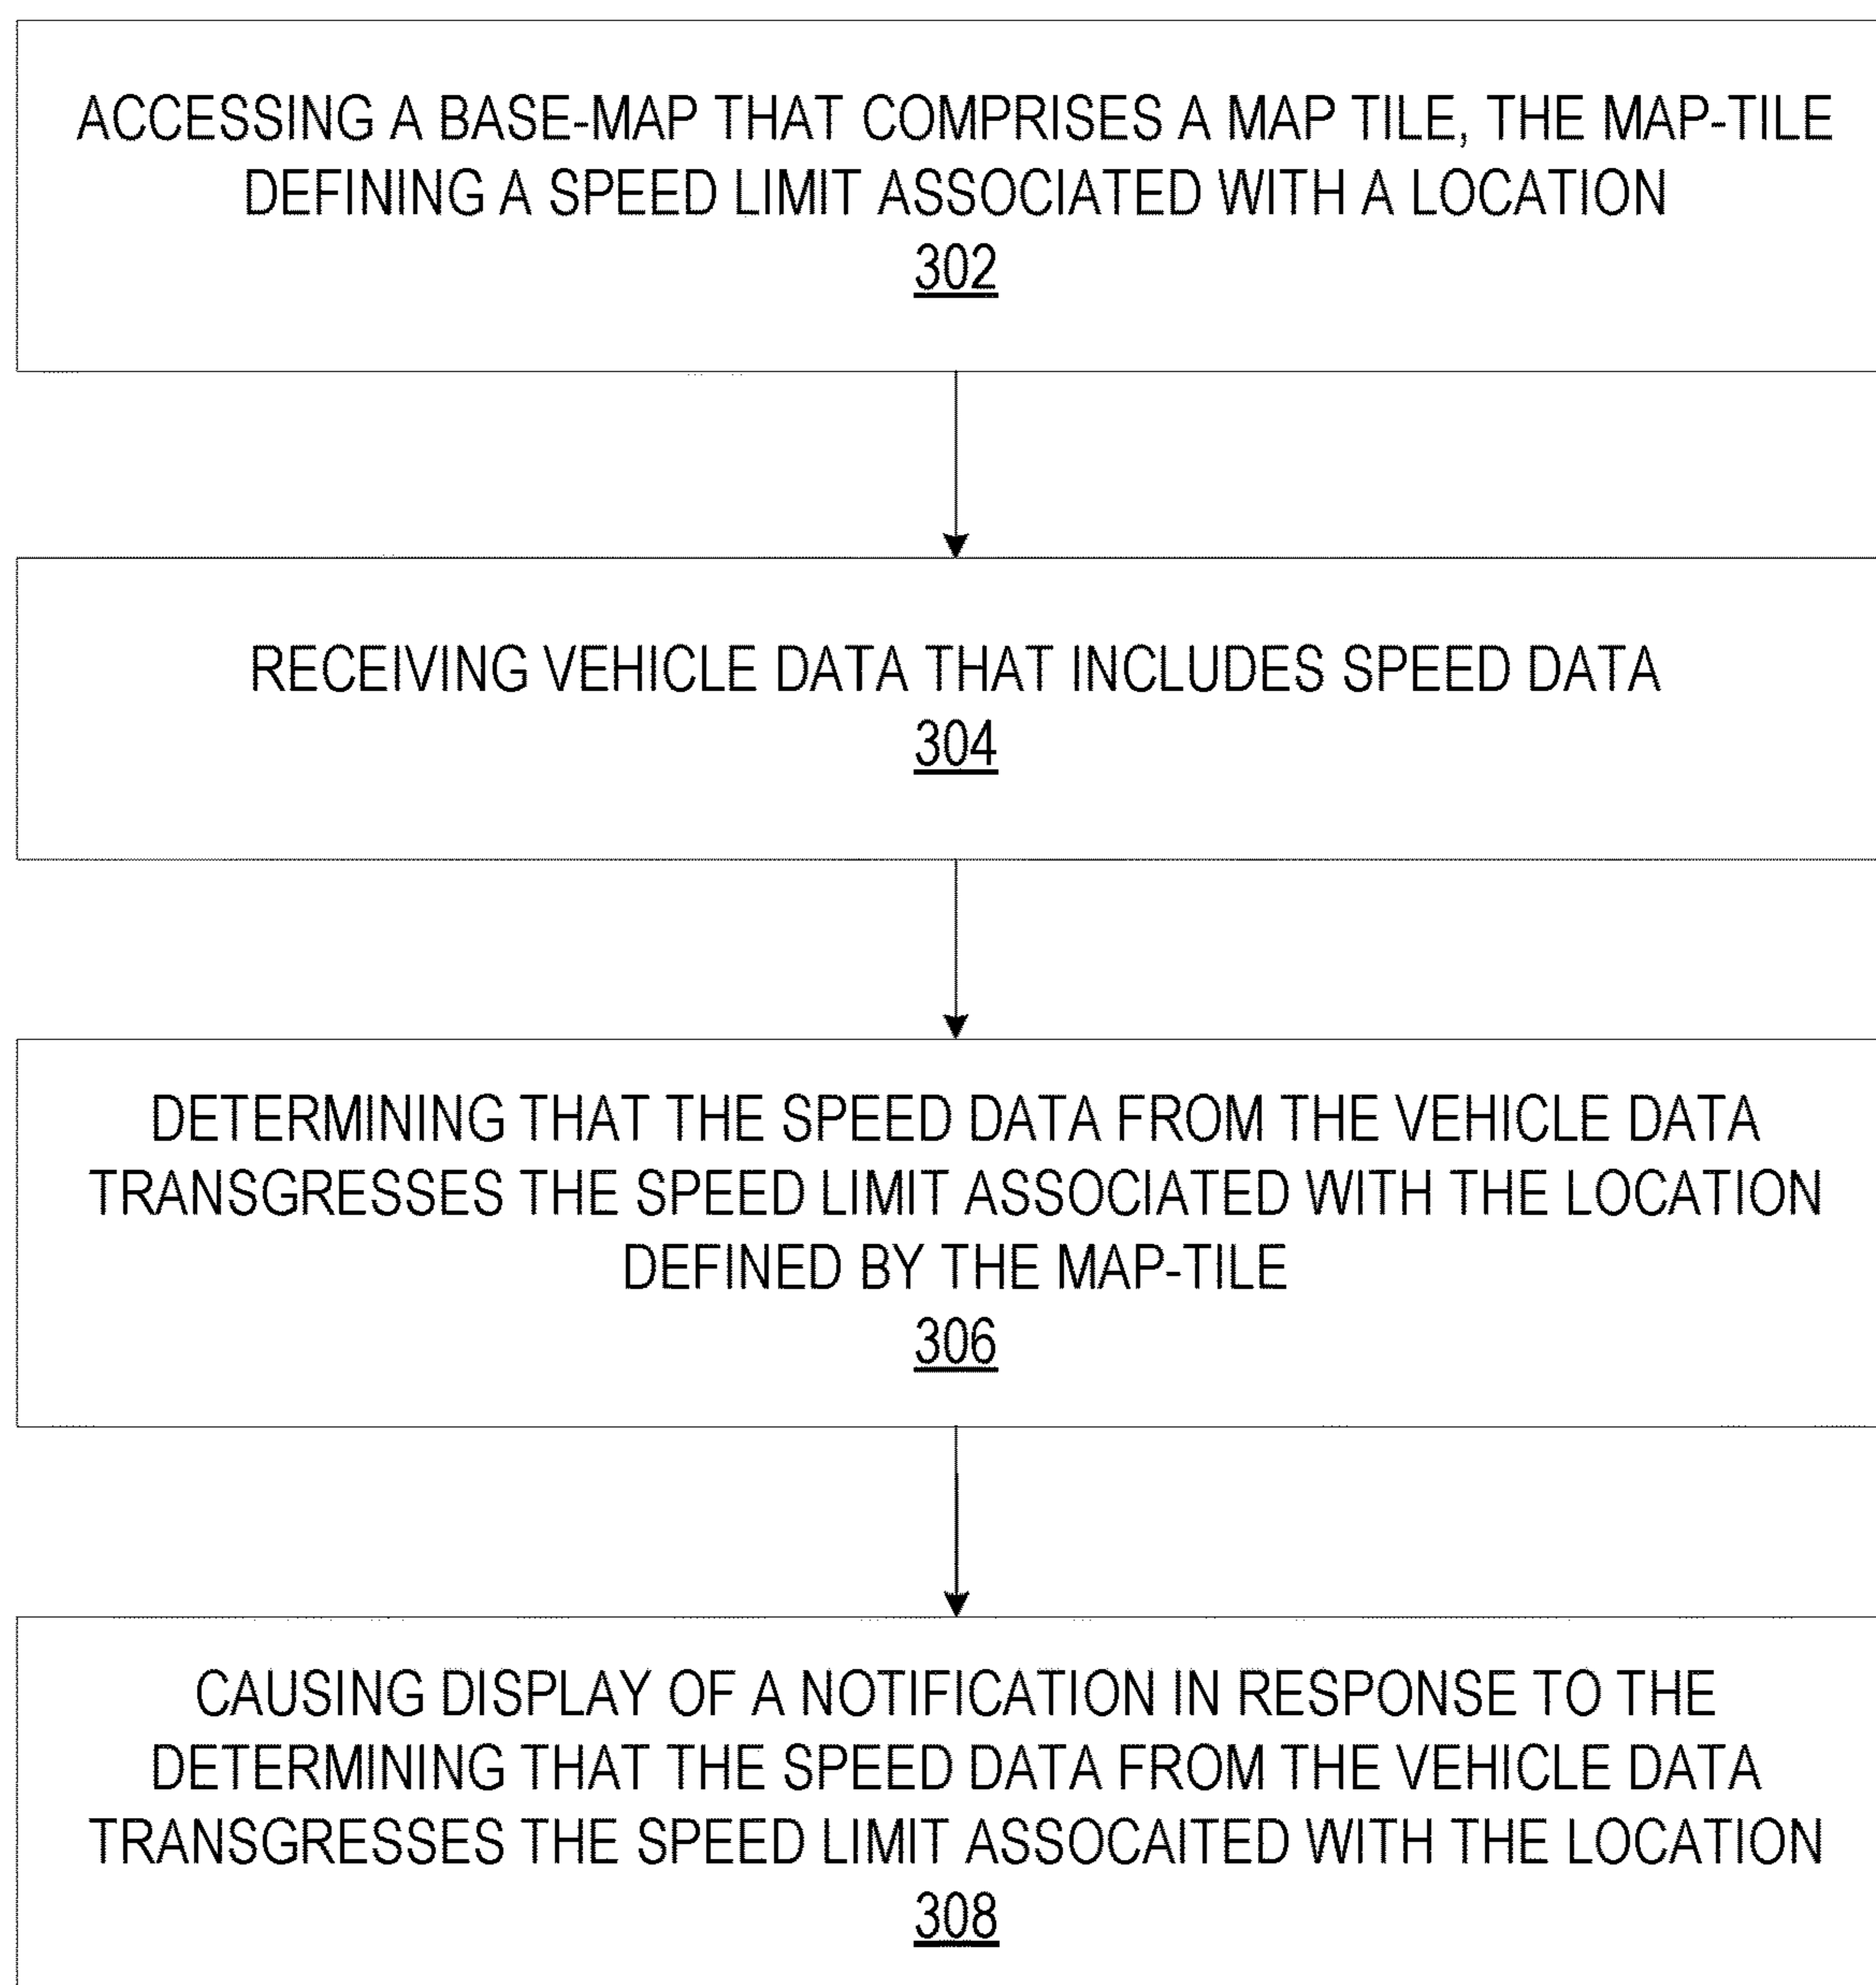 ACCESSING A BASE-MAP THAT COMPRISES A MAP TILE, THE MAP-TILE
DEFINING A SPEED LIMIT ASSOCIATED WITH A LOCATION
302
RECEIVING VEHICLE DATA THAT INCLUDES SPEED DATA
304
DETERMINING THAT THE SPEED DATA FROM THE VEHICLE DATA
TRANSGRESSES THE SPEED LIMIT ASSOCIATED WITH THE LOCATION
DEFINED BY THE MAP-TILE
306
CAUSING DISPLAY OF A NOTIFICATION IN RESPONSE TO THE
DETERMINING THAT THE SPEED DATA FROM THE VEHICLE DATA
TRANSGRESSES THE SPEED LIMIT ASSOCAITED WITH THE LOCATION
308